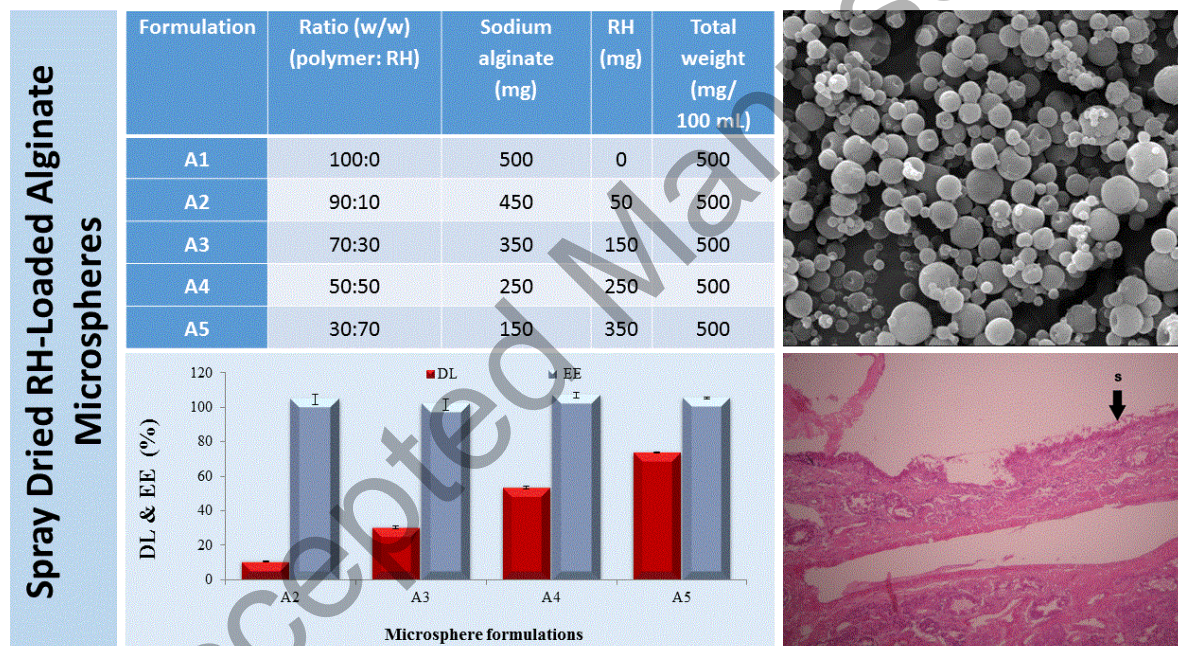 Spray Dried RH-Loaded Alginate
Microspheres
Formulation Ratio (w/w) (polymer: RH) Sodium alginate (mg) RH (mg) Total weight (mg/ 100 mL)
A1 100:0 500 0 500
A2 90:10 450 50 500
A3 70:30 350 150 500
A4 50:50 250 250 500
A5 30:70 150 350 500
DL EE
DL & EE (%)
120
100
80
60
40
20
0
A2 A3 A4 A5
Microsphere formulations
s